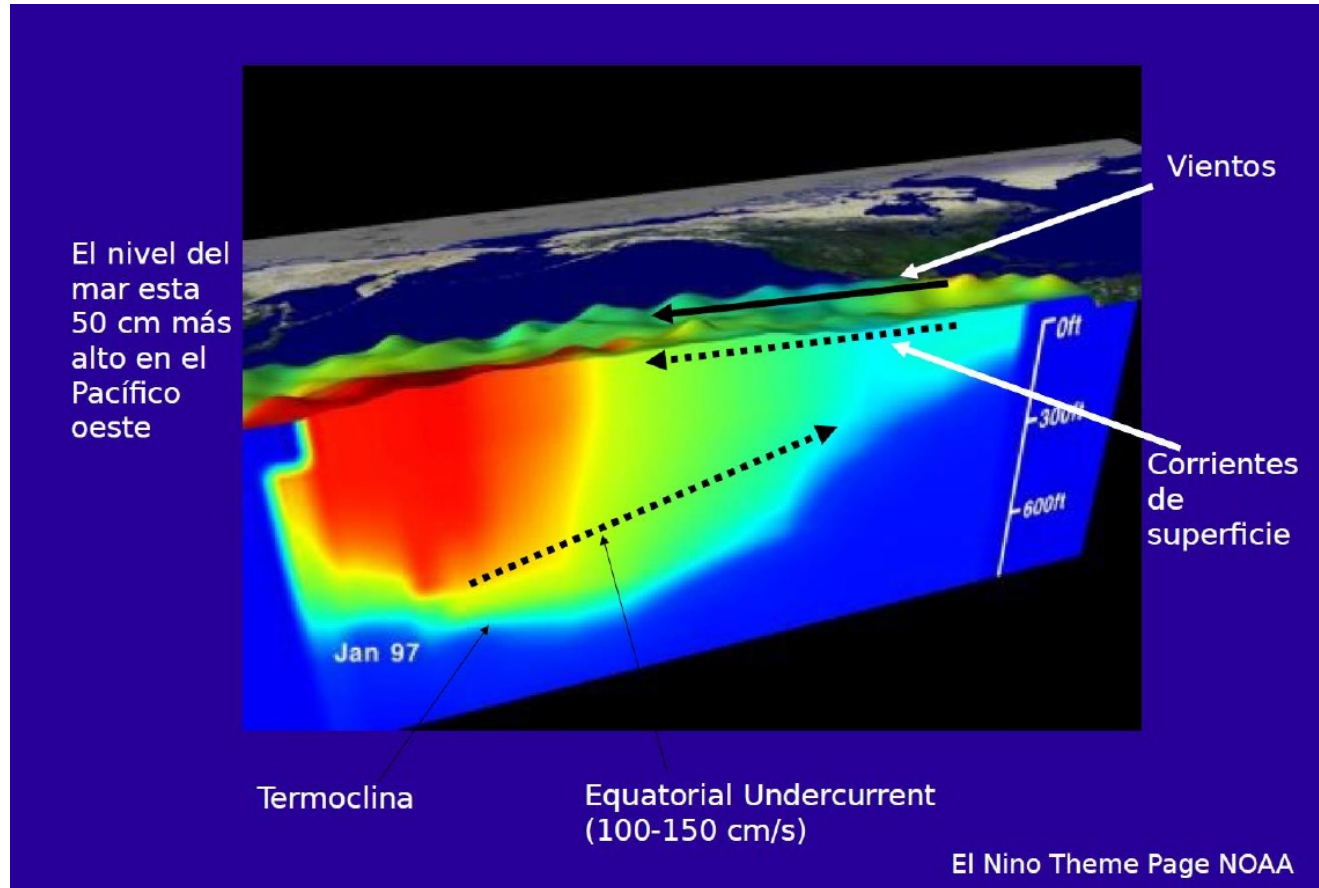 Vientos
El nivel del
mar esta
50 cm más
alto en el
Pacífico
oeste
0ft
300ft
600ft
Corrientes
de
superficie
Jan 97
Termoclina
Equatorial Undercurrent
(100-150 cm/s)
El Nino Theme Page NOAA